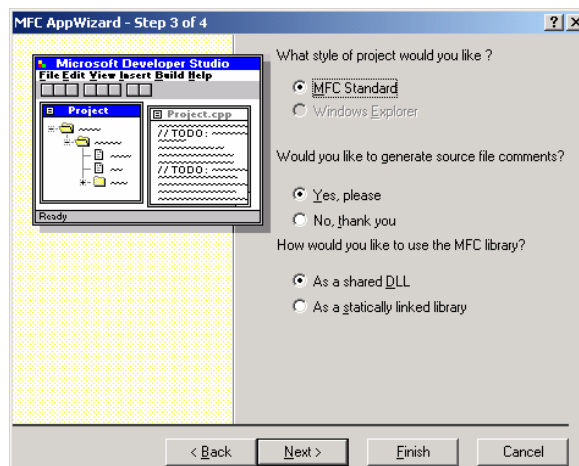 MFC AppWizard - Step 3 of 4
Microsoft Developer Studio
File Edit View Insert Build Help
Project
Project.cpp
//TODO:
//TODO:
Ready
What style of project would you like ?
MFC Standard
Windows Explorer
Would you like to generate source file comments?
Yes, please
No, thank you
How would you like to use the MFC library?
As a shared DLL
As a statically linked library
< Back
Next >
Finish
Cancel